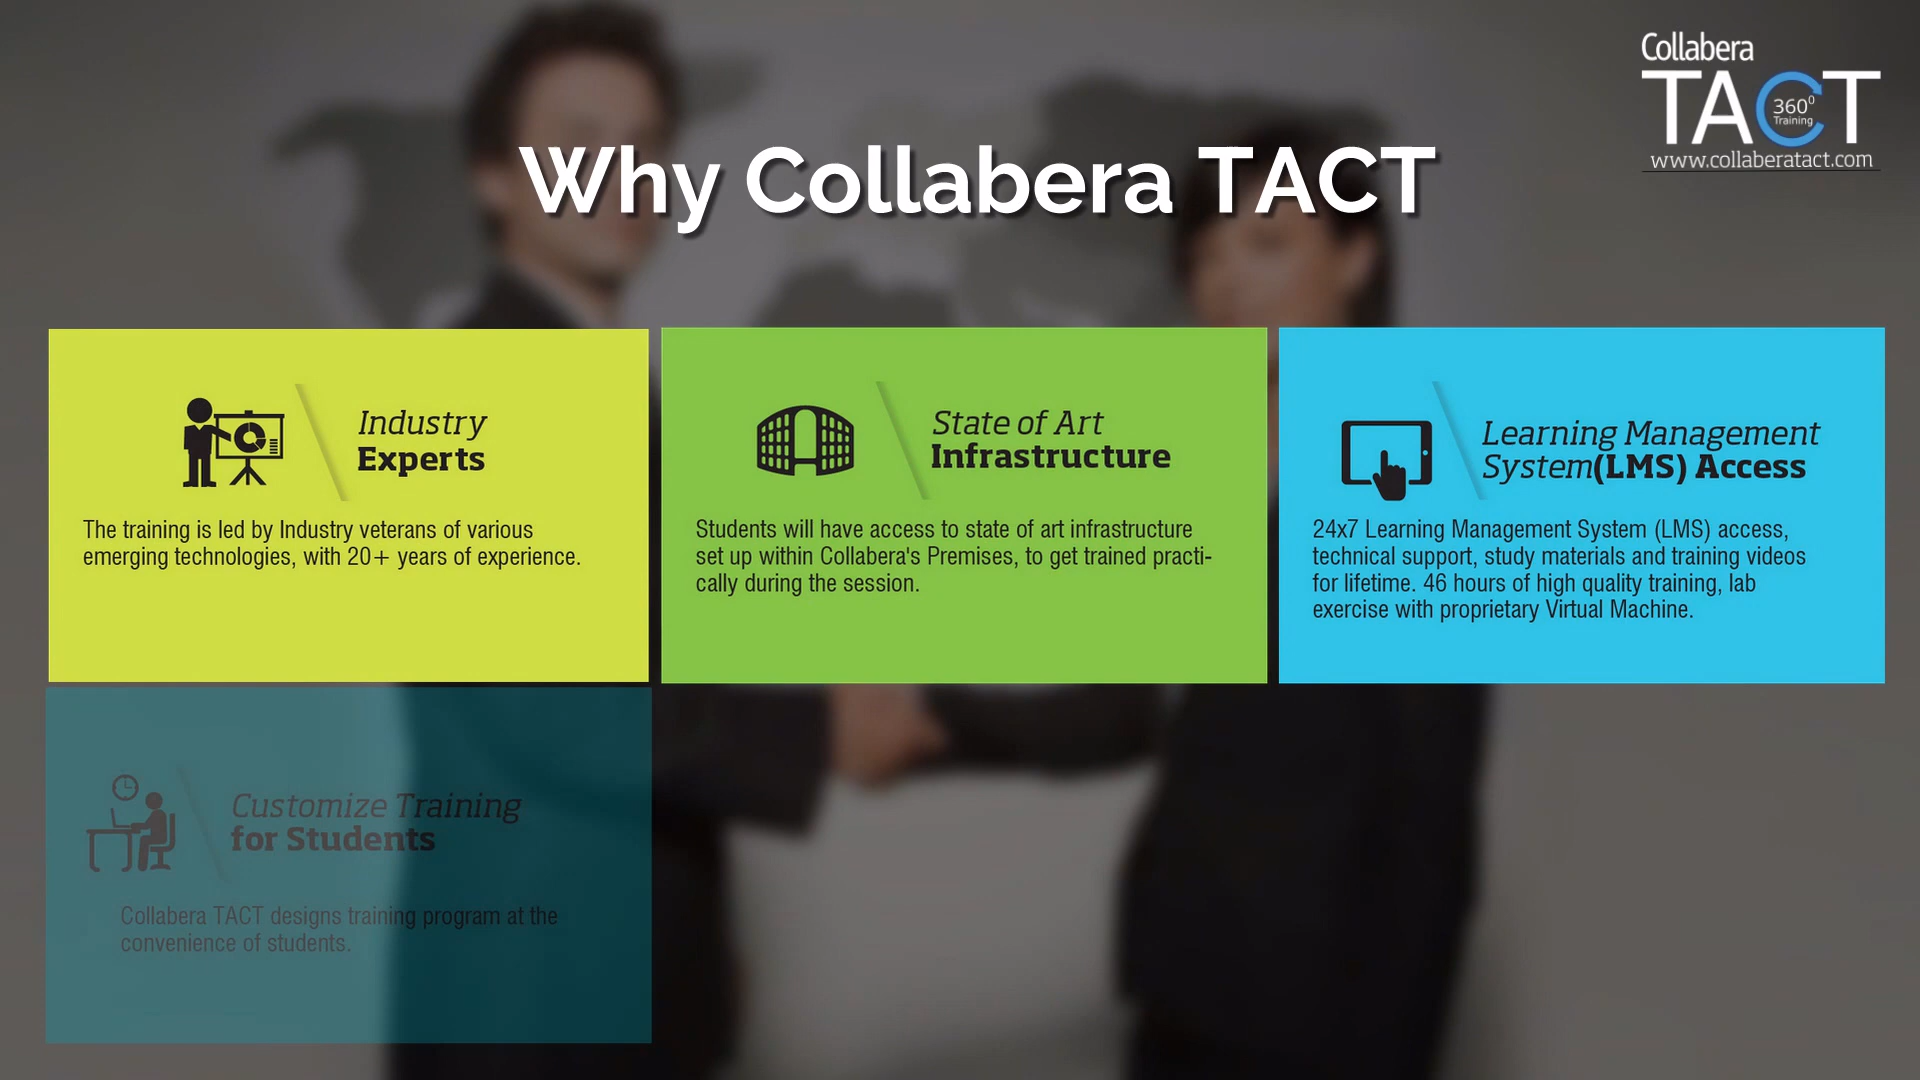 Collabera
TACT
360⁰
Training
www.collaberatact.com
Why Collabera TACT
Industry
Experts
The training is led by Industry veterans of various
emerging technologies, with 20+ years of experience.
State of Art
Infrastructure
Students will have access to state of art infrastructure
set up within Collabera's Premises, to get trained practi-
cally during the session.
Learning Management
System(LMS) Access
24x7 Learning Management System (LMS) access,
technical support, study materials and training videos
for lifetime. 46 hours of high quality training, lab
exercise with proprietary Virtual Machine.
Customize Training
for Students
Collabera TACT designs training program at the
convenience of students.